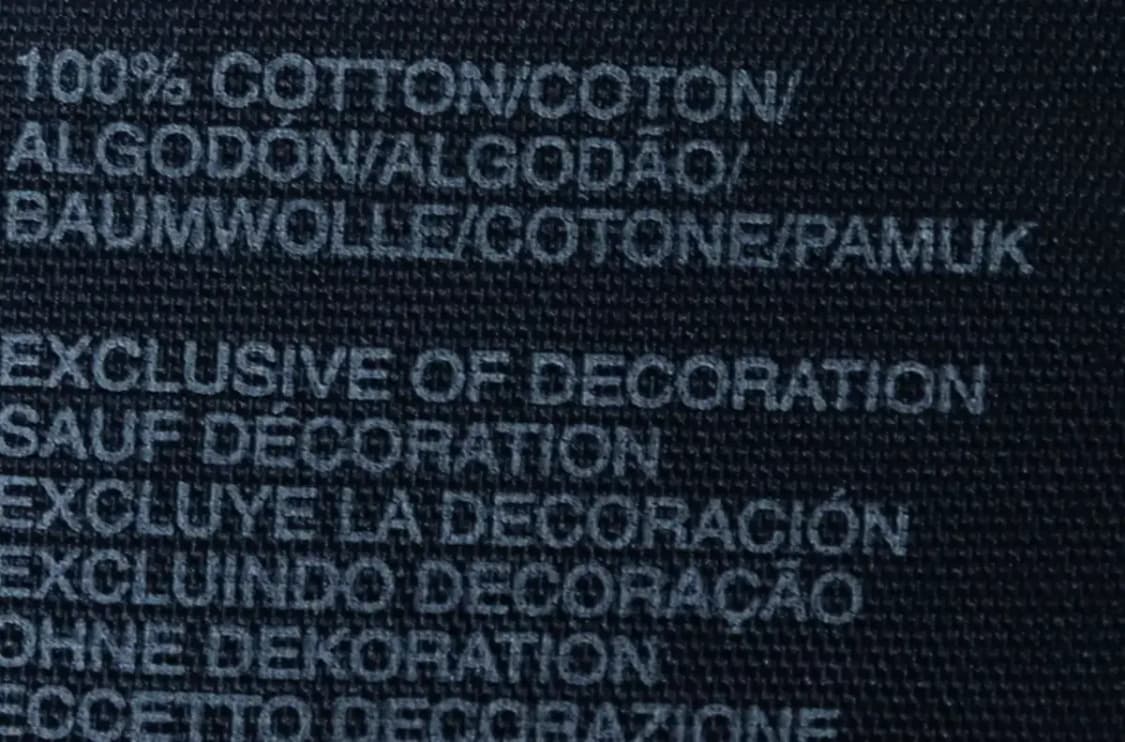 100% COTTON/COTON/
ALGODÓN/ALGODÃO/
BAUMWOLLE/COTONE/PAMUK
EXCLUSIVE OF DECORATION
SAUF DÉCORATION
EXCLUYE LA DECORACIÓN
EXCLUINDO DECORAÇÃO
OHNE DEKORATION
ECCETTO DECORAZIONE